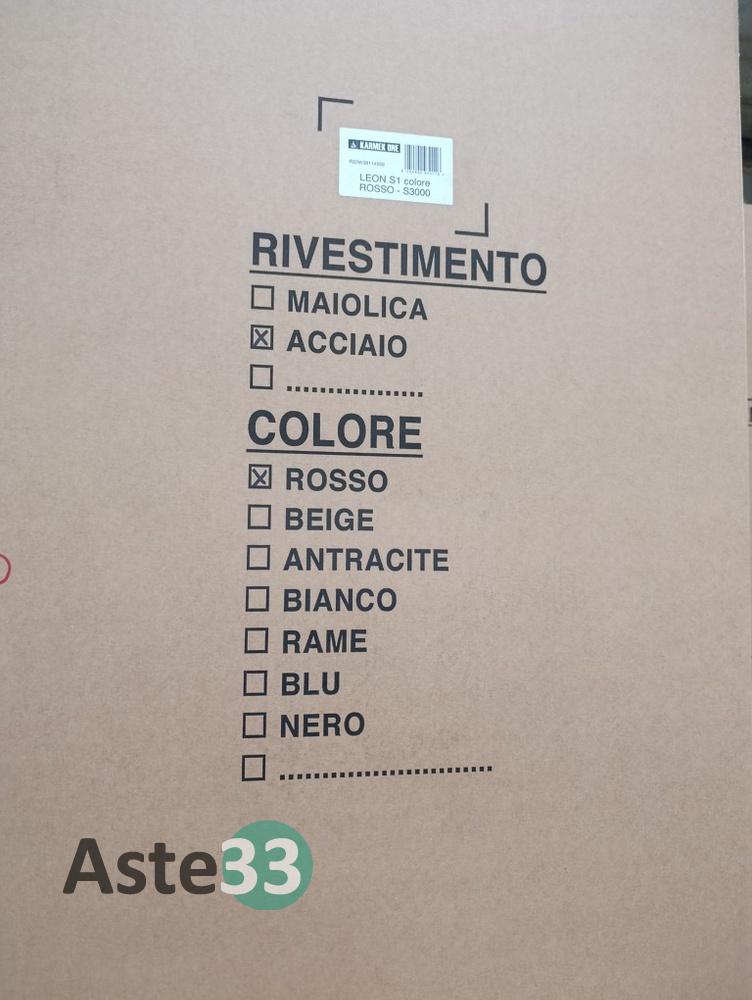 KARMEK ONE
LEON S1 colore
ROSSO - S3000
RIVESTIMENTO
☐ MAIOLICA
☒ ACCIAIO
☐ .................
COLORE
☒ ROSSO
☐ BEIGE
☐ ANTRACITE
☐ BIANCO
☐ RAME
☐ BLU
☐ NERO
☐ ..........................
Aste33